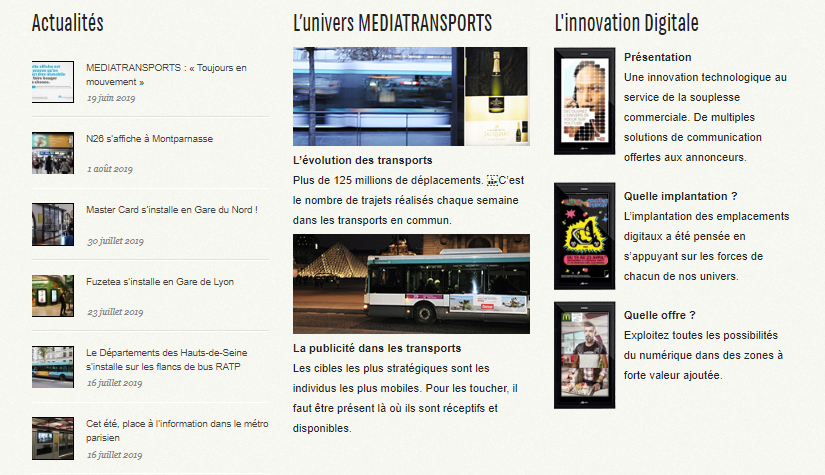 Actualités
MEDIATRANSPORTS : « Toujours en
mouvement »
19 juin 2019
N26 s'affiche à Montparnasse
1 août 2019
Master Card s'installe en Gare du Nord !
30 juillet 2019
Fuzetea s'installe en Gare de Lyon
23 juillet 2019
Le Départements des Hauts-de-Seine
s'installe sur les flancs de bus RATP
16 juillet 2019
Cet été, place à l'information dans le métro
parisien
16 juillet 2019
L'univers MEDIATRANSPORTS
L'évolution des transports
Plus de 125 millions de déplacements. C'est
le nombre de trajets réalisés chaque semaine
dans les transports en commun.
La publicité dans les transports
Les cibles les plus stratégiques sont les
individus les plus mobiles. Pour les toucher, il
faut être présent là où ils sont réceptifs et
disponibles.
L'innovation Digitale
Présentation
Une innovation technologique au
service de la souplesse
commerciale. De multiples
solutions de communication
offertes aux annonceurs.
Quelle implantation ?
L'implantation des emplacements
digitaux a été pensée en
s'appuyant sur les forces de
chacun de nos univers.
Quelle offre ?
Exploitez toutes les possibilités
du numérique dans des zones à
forte valeur ajoutée.